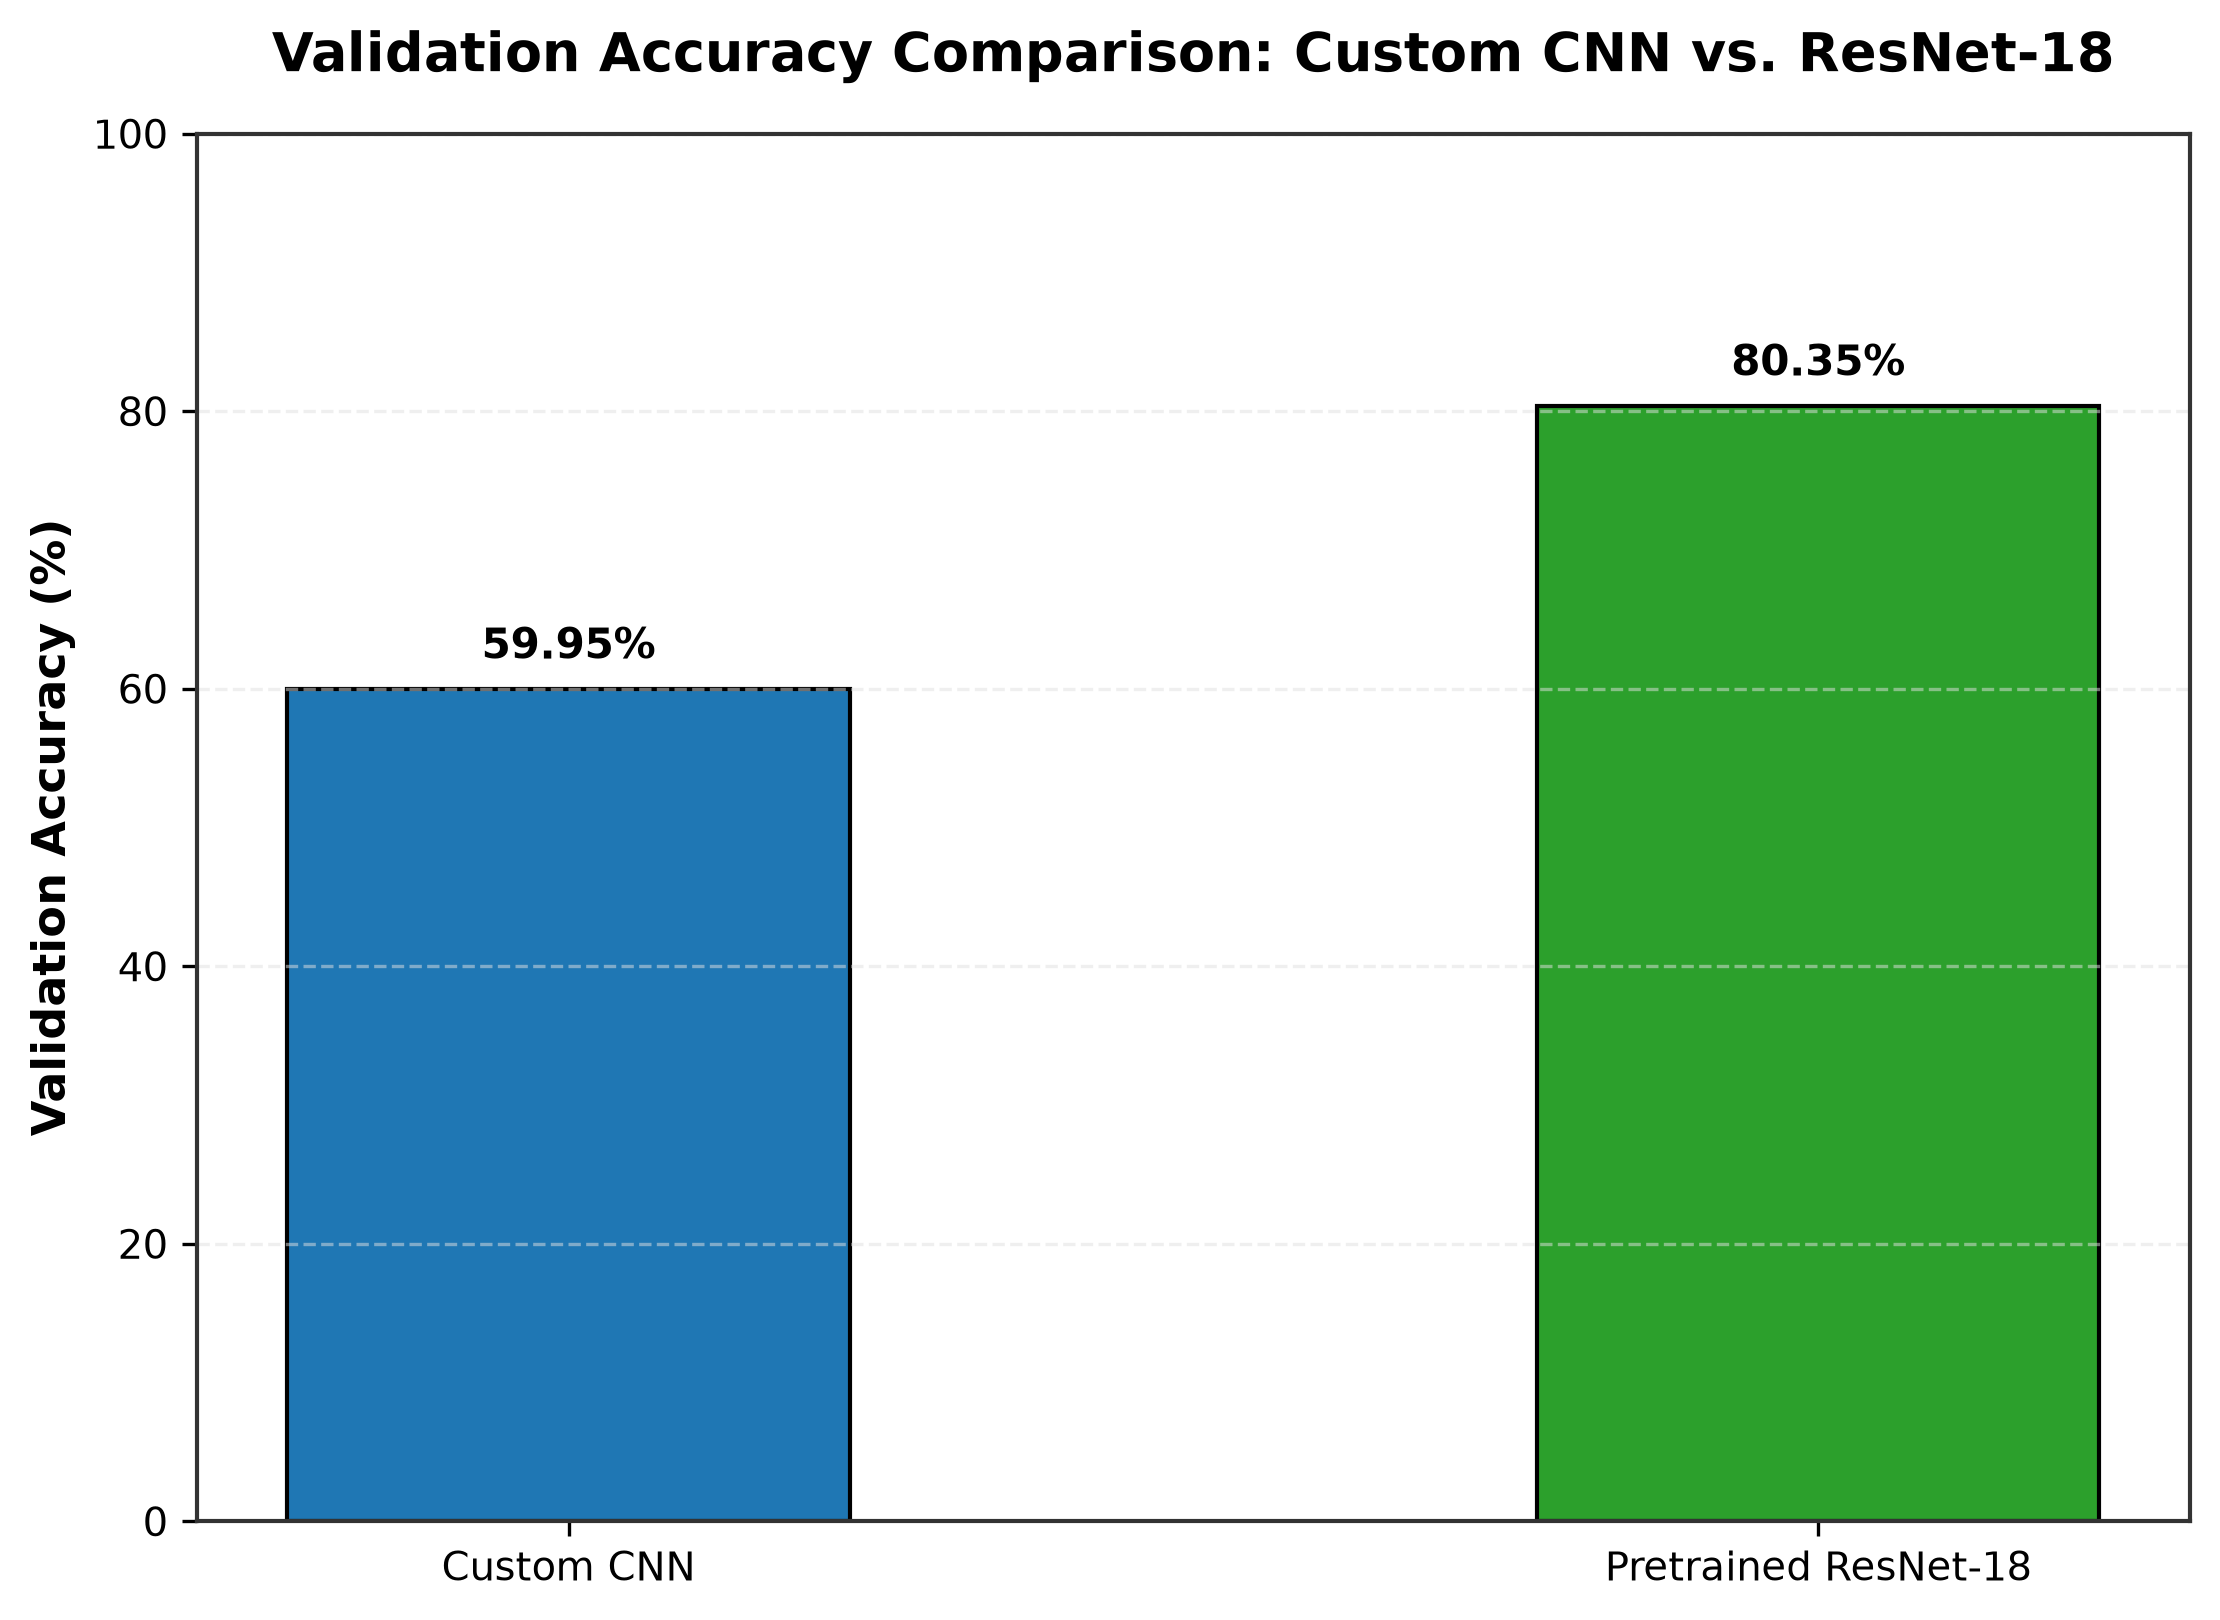 Validation Accuracy Comparison: Custom CNN vs. ResNet-18
Validation Accuracy (%)
100
80
60
40
20
0
59.95%
80.35%
Custom CNN
Pretrained ResNet-18